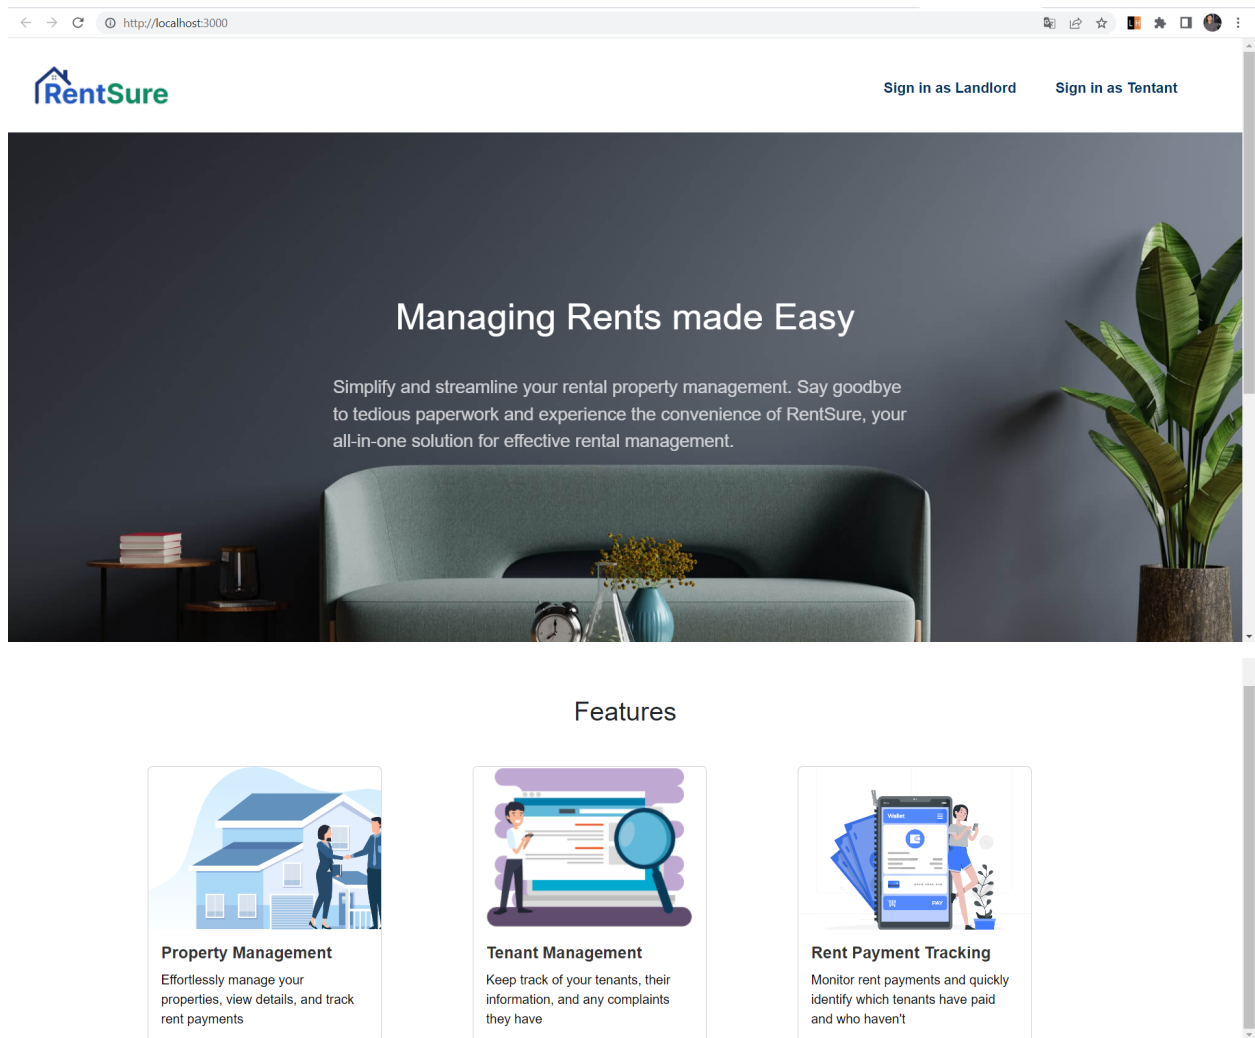 http://localhost:3000
RentSure
Sign in as Landlord
Sign in as Tentant
Managing Rents made Easy
Simplify and streamline your rental property management. Say goodbye
to tedious paperwork and experience the convenience of RentSure, your
all-in-one solution for effective rental management.
Features
Wallet
PAY
Property Management
Effortlessly manage your
properties, view details, and track
rent payments
Tenant Management
Keep track of your tenants, their
information, and any complaints
they have
Rent Payment Tracking
Monitor rent payments and quickly
identify which tenants have paid
and who haven't